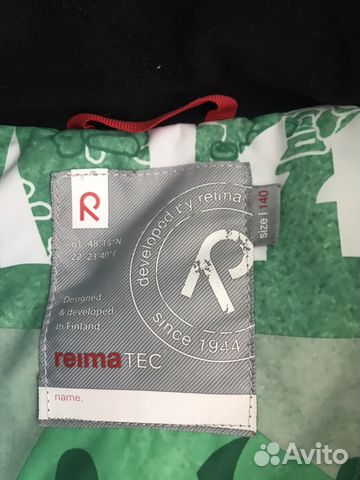 R
61°48'15"N
22°23'40"E
Designed
& developed
in Finland
reimaTEC
name:
developed by reima
since 1944
size | 140
Avito